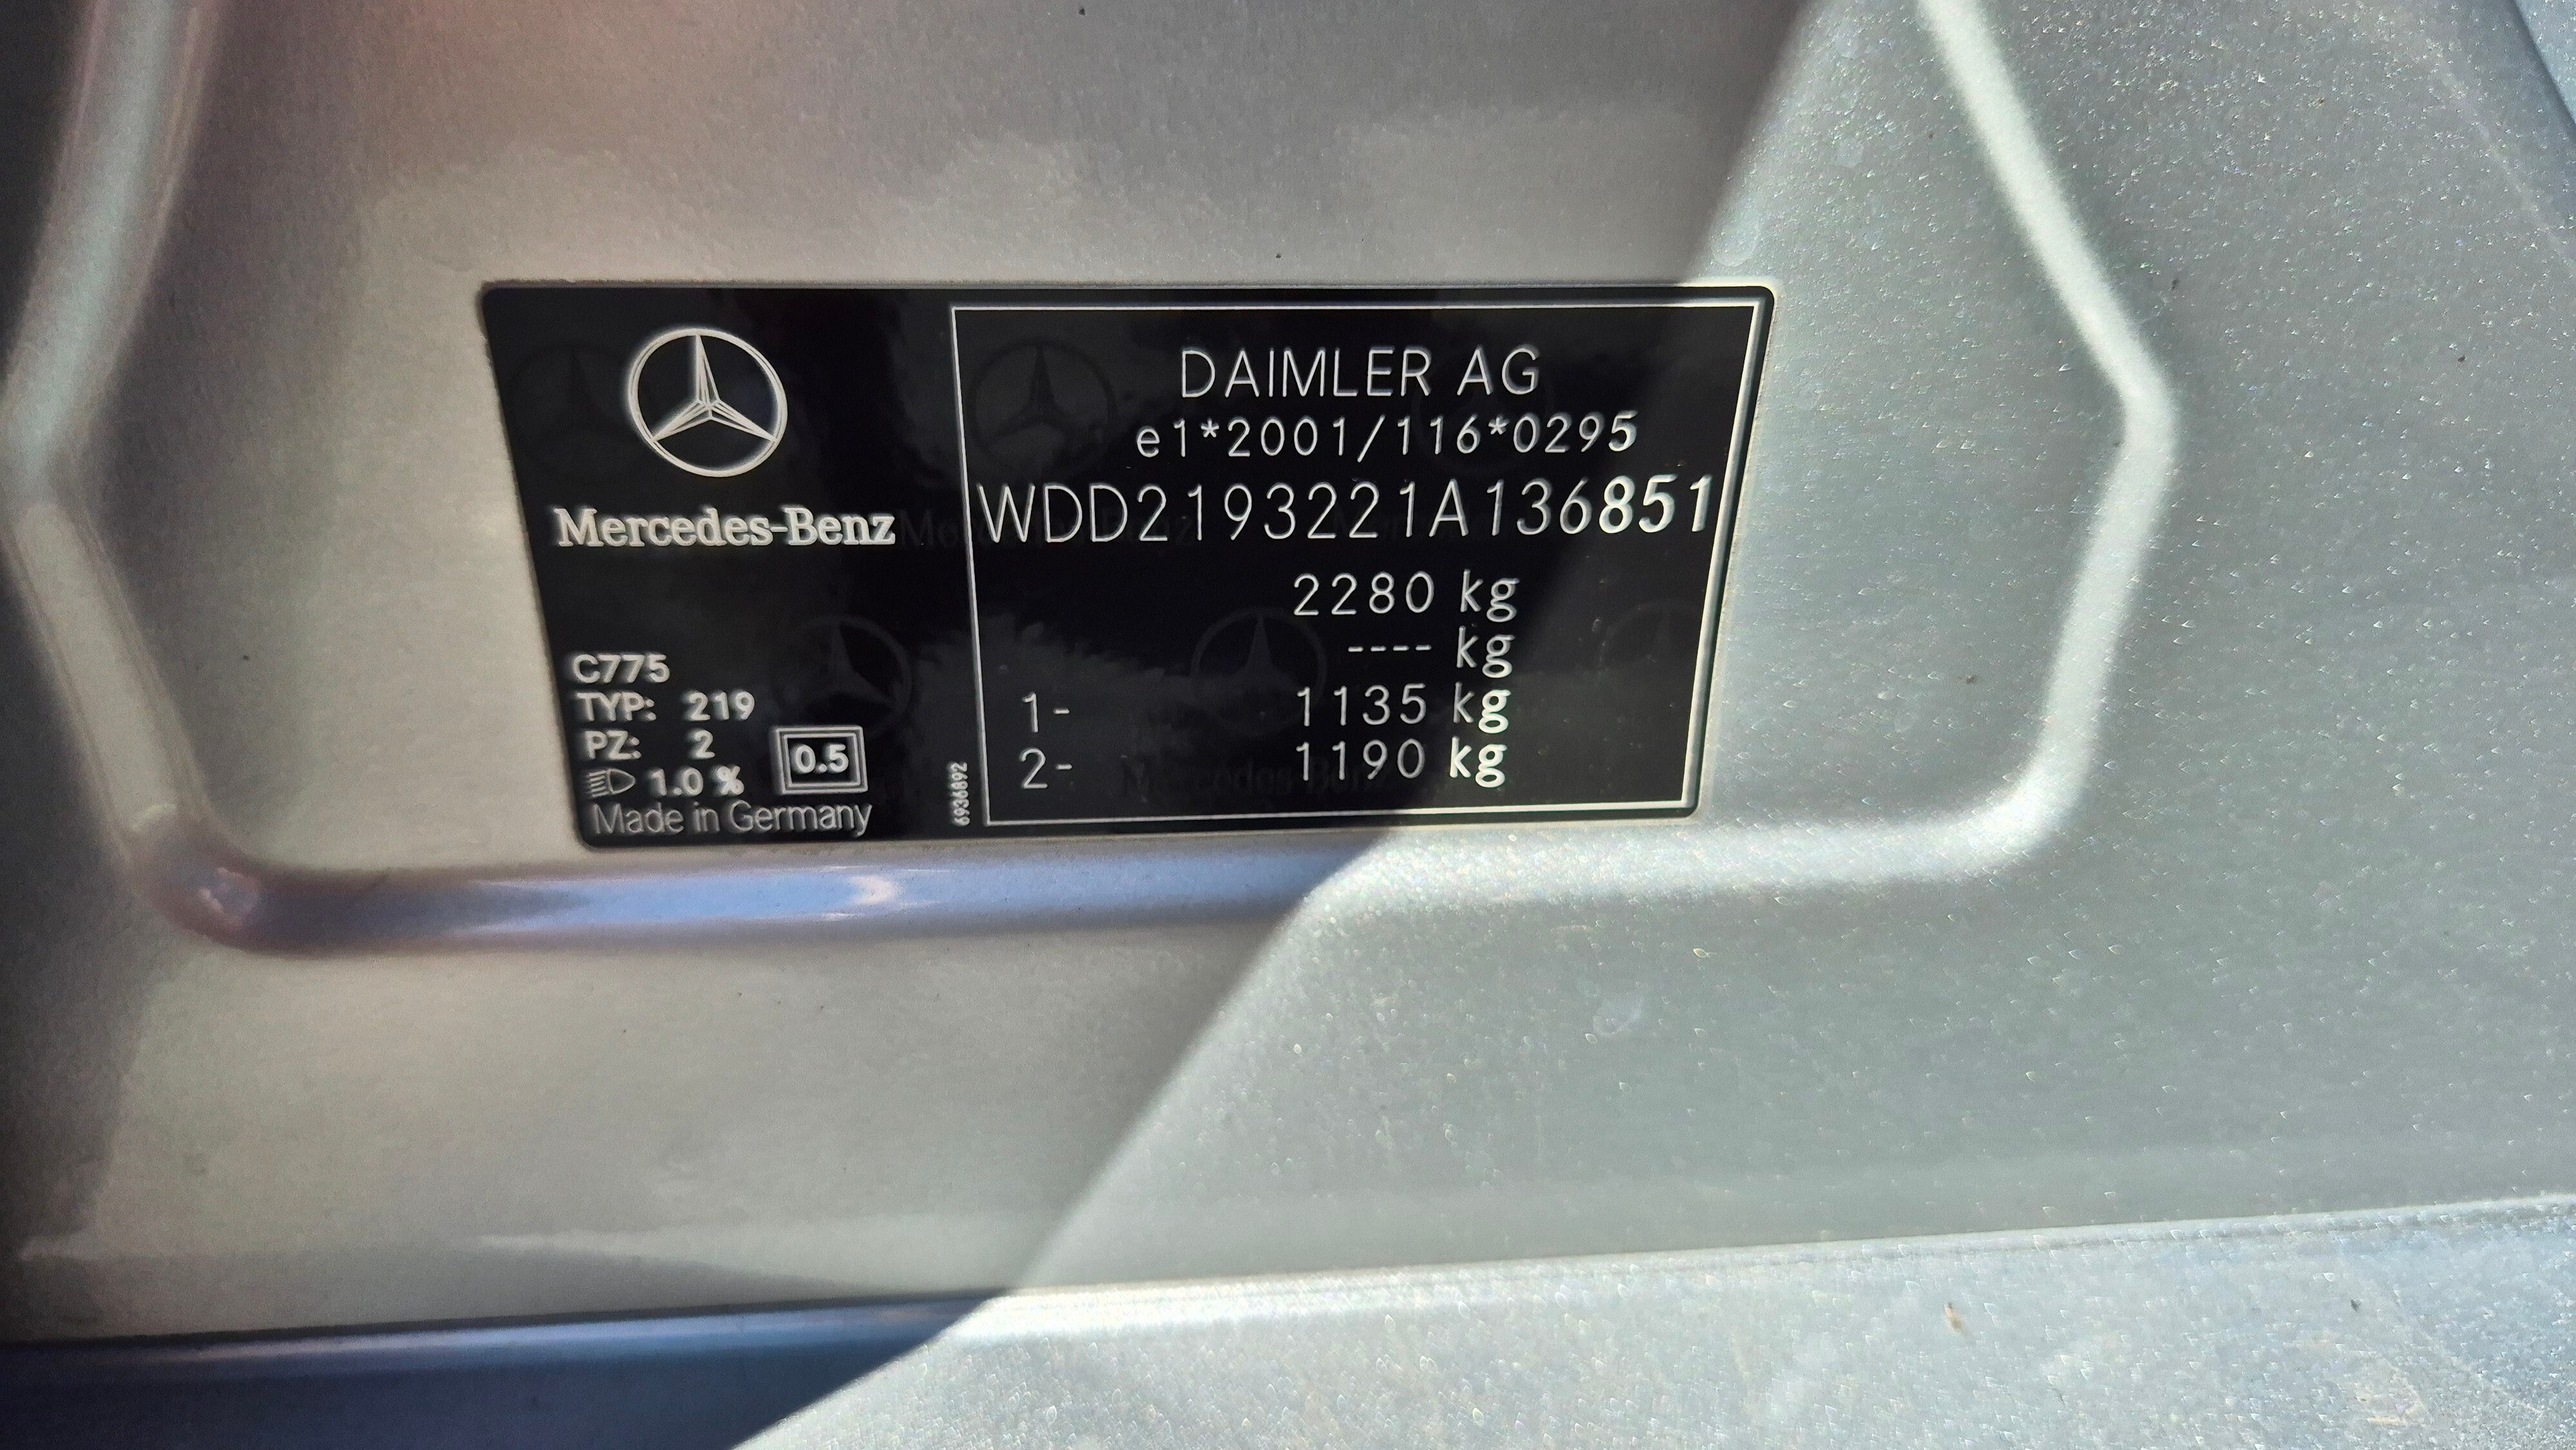 Mercedes-Benz
C775
TYP: 219
PZ: 2
1.0 %
0.5
Made in Germany
6936892
DAIMLER AG
e1*2001/116*0295
WDD2193221A136851
2280 kg
---- kg
1- 1135 kg
2- 1190 kg